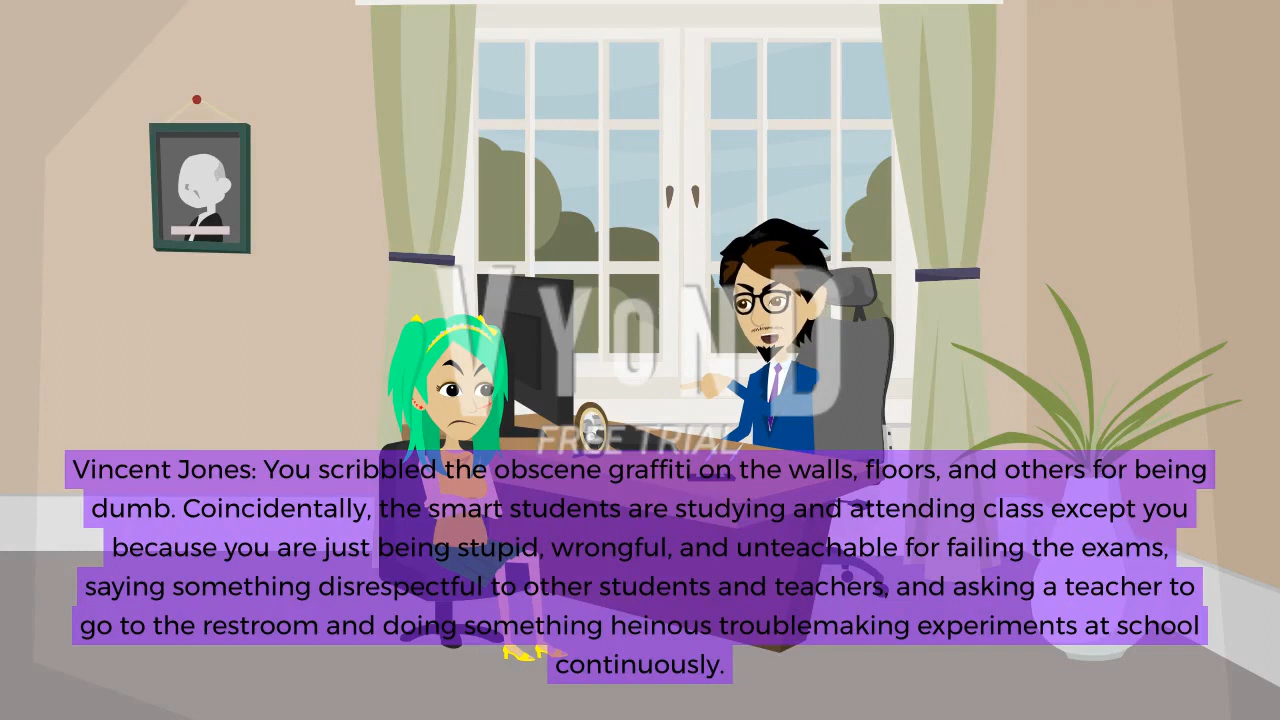 VYOND
FREE TRIAL
Vincent Jones: You scribbled the obscene graffiti on the walls, floors, and others for being
dumb. Coincidentally, the smart students are studying and attending class except you
because you are just being stupid, wrongful, and unteachable for failing the exams,
saying something disrespectful to other students and teachers, and asking a teacher to
go to the restroom and doing something heinous troublemaking experiments at school
continuously.